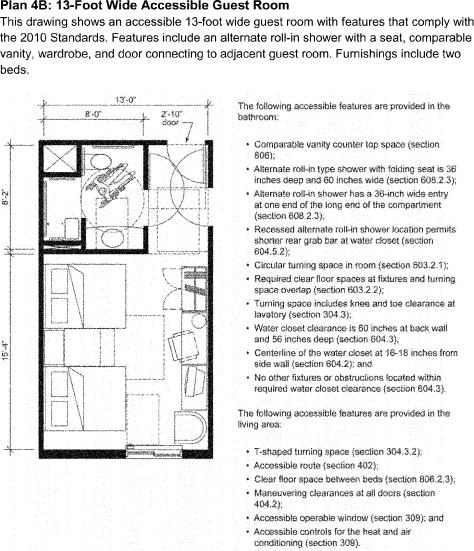 Plan 4B: 13-Foot Wide Accessible Guest Room
This drawing shows an accessible 13-foot wide guest room with features that comply with
the 2010 Standards. Features include an alternate roll-in shower with a seat, comparable
vanity, wardrobe, and door connecting to adjacent guest room. Furnishings include two
beds.
13'-0"
8'-0"
2'-10"
door
8'-2"
15'-4"
The following accessible features are provided in the
bathroom:
• Comparable vanity counter top space (section
806);
• Alternate roll-in type shower with folding seat is 36
inches deep and 60 inches wide (section 608.2.3);
• Alternate roll-in shower has a 36-inch wide entry
at one end of the long end of the compartment
(section 608.2.3);
• Recessed alternate roll-in shower location permits
shorter rear grab bar at water closet (section
604.5.2);
• Circular turning space in room (section 603.2.1);
• Required clear floor spaces at fixtures and turning
space overlap (section 603.2.2);
• Turning space includes knee and toe clearance at
lavatory (section 304.3);
• Water closet clearance is 60 inches at back wall
and 56 inches deep (section 604.3);
• Centerline of the water closet at 16-18 inches from
side wall (section 604.2); and
• No other fixtures or obstructions located within
required water closet clearance (section 604.3).
The following accessible features are provided in the
living area:
• T-shaped turning space (section 304.3.2);
• Accessible route (section 402);
• Clear floor space between beds (section 806.2.3);
• Maneuvering clearances at all doors (section
404.2);
• Accessible operable window (section 309); and
• Accessible controls for the heat and air
conditioning (section 309).